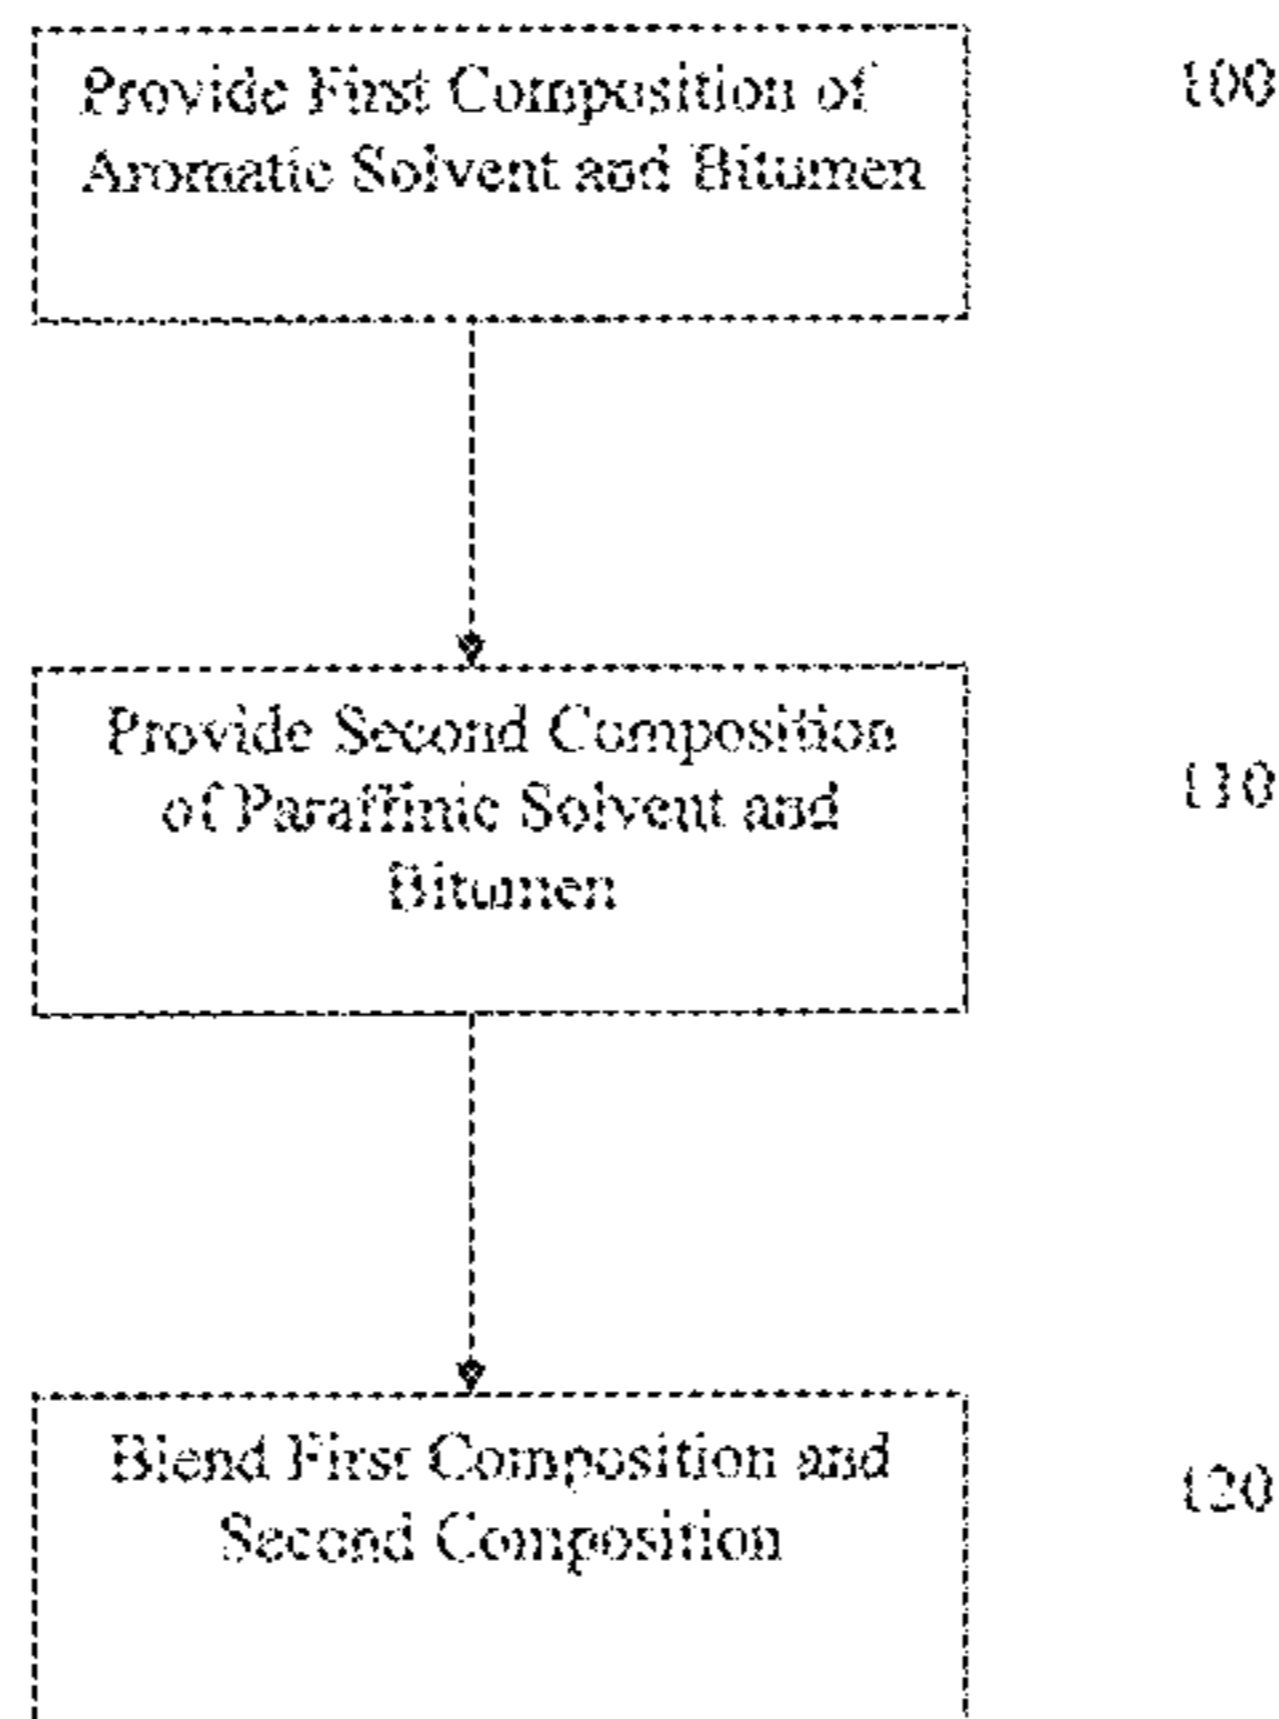 Provide First Composition of
Aromatic Solvent and Bitumen
100
Provide Second Composition
of Paraffinic Solvent and
Bitumen
110
Blend First Composition and
Second Composition
120